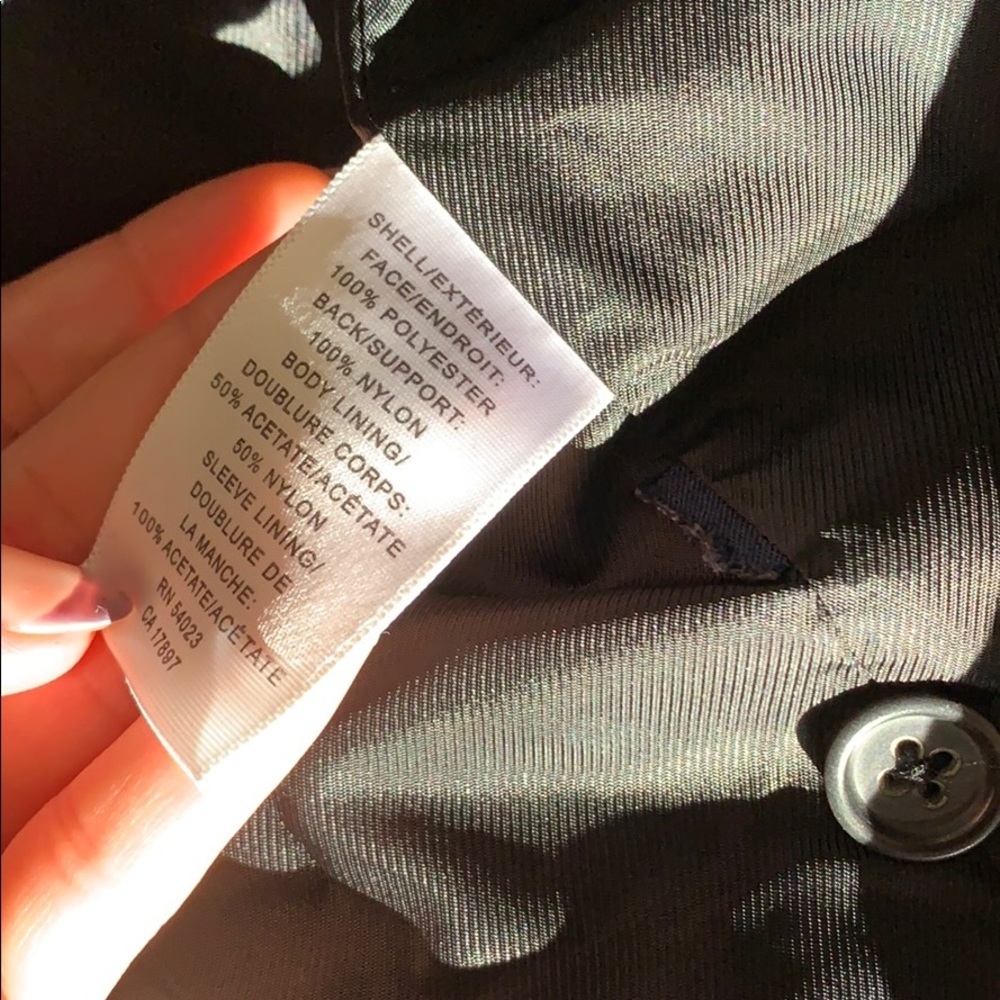 SHELL/EXTÉRIEUR:
FACE/ENDROIT:
100% POLYESTER
BACK/SUPPORT:
100% NYLON
BODY LINING/
DOUBLURE CORPS:
50% ACETATE/ACÉTATE
50% NYLON
SLEEVE LINING/
DOUBLURE DE
LA MANCHE:
100% ACETATE/ACÉTATE
RN 54023
CA 17897